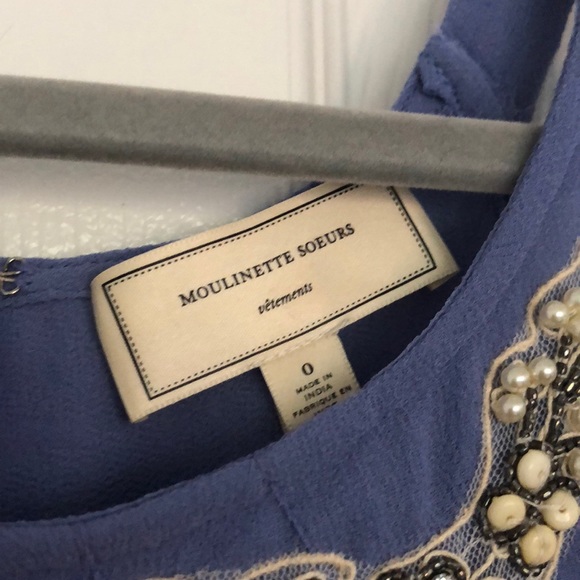 MOULINETTE SOEURS
vêtements
0
MADE IN
INDIA
FABRIQUE EN